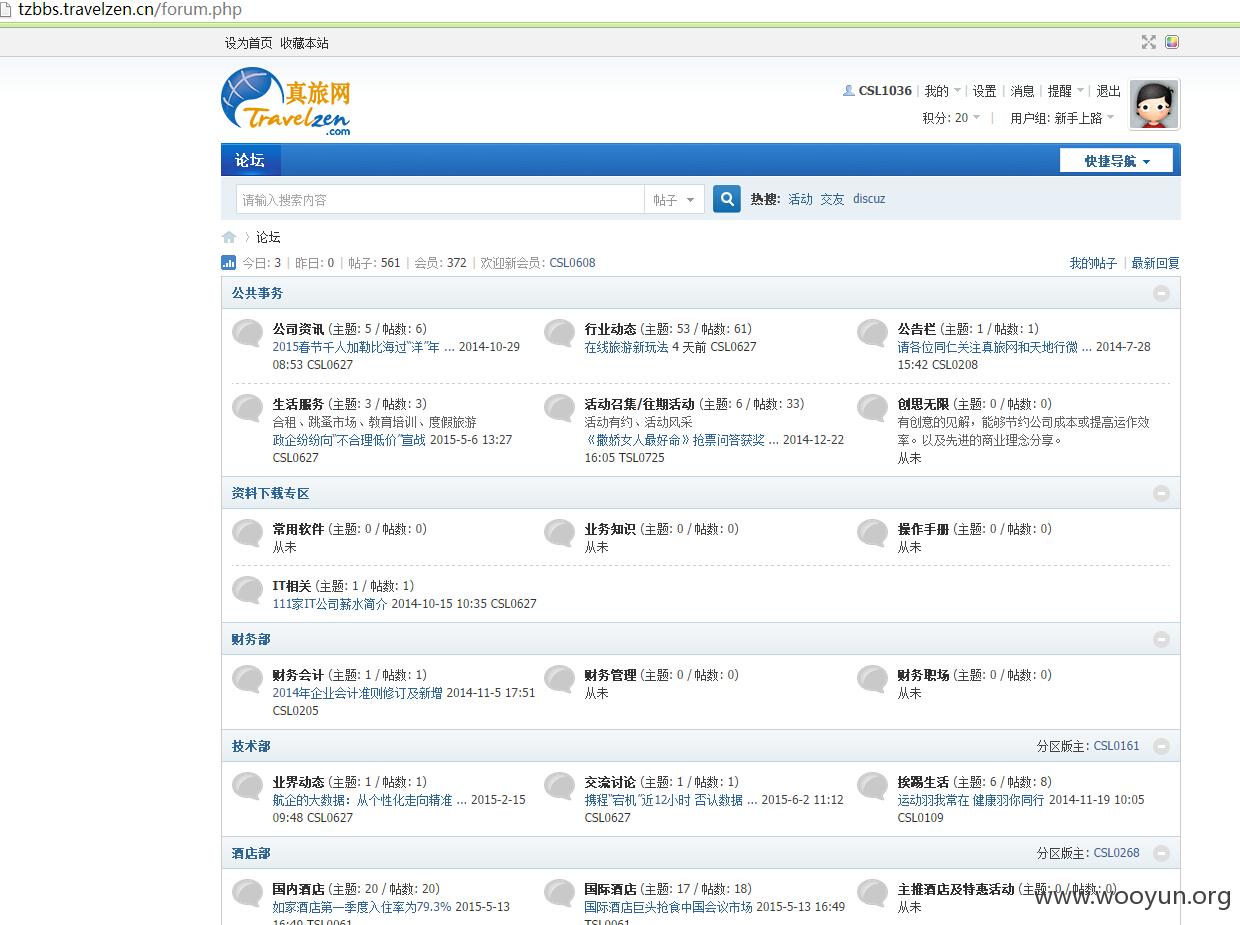 tzbbs.travelzen.cn/forum.php
设为首页 收藏本站
真旅网
Travelzen
.com
CSL1036 | 我的 | 设置 | 消息 | 提醒 | 退出
积分: 20 | 用户组: 新手上路
论坛 快捷导航
请输入搜索内容 帖子 热搜: 活动 交友 discuz
论坛
今日: 3 | 昨日: 0 | 帖子: 561 | 会员: 372 | 欢迎新会员: CSL0608 我的帖子 | 最新回复
公共事务
公司资讯 (主题: 5 / 帖数: 6) 行业动态 (主题: 53 / 帖数: 61) 公告栏 (主题: 1 / 帖数: 1)
2015春节千人加勒比海过“洋”年 ... 2014-10-29 在线旅游新玩法 4 天前 CSL0627 请各位同仁关注真旅网和天地行微 ... 2014-7-28
08:53 CSL0627 15:42 CSL0208
生活服务 (主题: 3 / 帖数: 3) 活动召集/往期活动 (主题: 6 / 帖数: 33) 创思无限 (主题: 0 / 帖数: 0)
合租、跳蚤市场、教育培训、度假旅游 活动有约、活动风采 有创意的见解，能够节约公司成本或提高运作效
政企纷纷向“不合理低价”宣战 2015-5-6 13:27 《撒娇女人最好命》抢票问答获奖 ... 2014-12-22 率。以及先进的商业理念分享。
CSL0627 16:05 TSL0725 从未
资料下载专区
常用软件 (主题: 0 / 帖数: 0) 业务知识 (主题: 0 / 帖数: 0) 操作手册 (主题: 0 / 帖数: 0)
从未 从未 从未
IT相关 (主题: 1 / 帖数: 1)
111家IT公司薪水简介 2014-10-15 10:35 CSL0627
财务部
财务会计 (主题: 1 / 帖数: 1) 财务管理 (主题: 0 / 帖数: 0) 财务职场 (主题: 0 / 帖数: 0)
2014年企业会计准则修订及新增 2014-11-5 17:51 从未 从未
CSL0205
技术部 分区版主: CSL0161
业界动态 (主题: 1 / 帖数: 1) 交流讨论 (主题: 1 / 帖数: 1) 挨踢生活 (主题: 6 / 帖数: 8)
航企的大数据：从个性化走向精准 ... 2015-2-15 携程“宕机”近12小时 否认数据 ... 2015-6-2 11:12 运动羽我常在 健康羽你同行 2014-11-19 10:05
09:48 CSL0627 CSL0627 CSL0109
酒店部 分区版主: CSL0268
国内酒店 (主题: 20 / 帖数: 20) 国际酒店 (主题: 17 / 帖数: 18) 主推酒店及特惠活动 (主题: 0 / 帖数: 0)
如家酒店第一季度入住率为79.3% 2015-5-13 国际酒店巨头抢食中国会议市场 2015-5-13 16:49 从未
16:49 TSL0061 TSL0061
www.wooyun.org